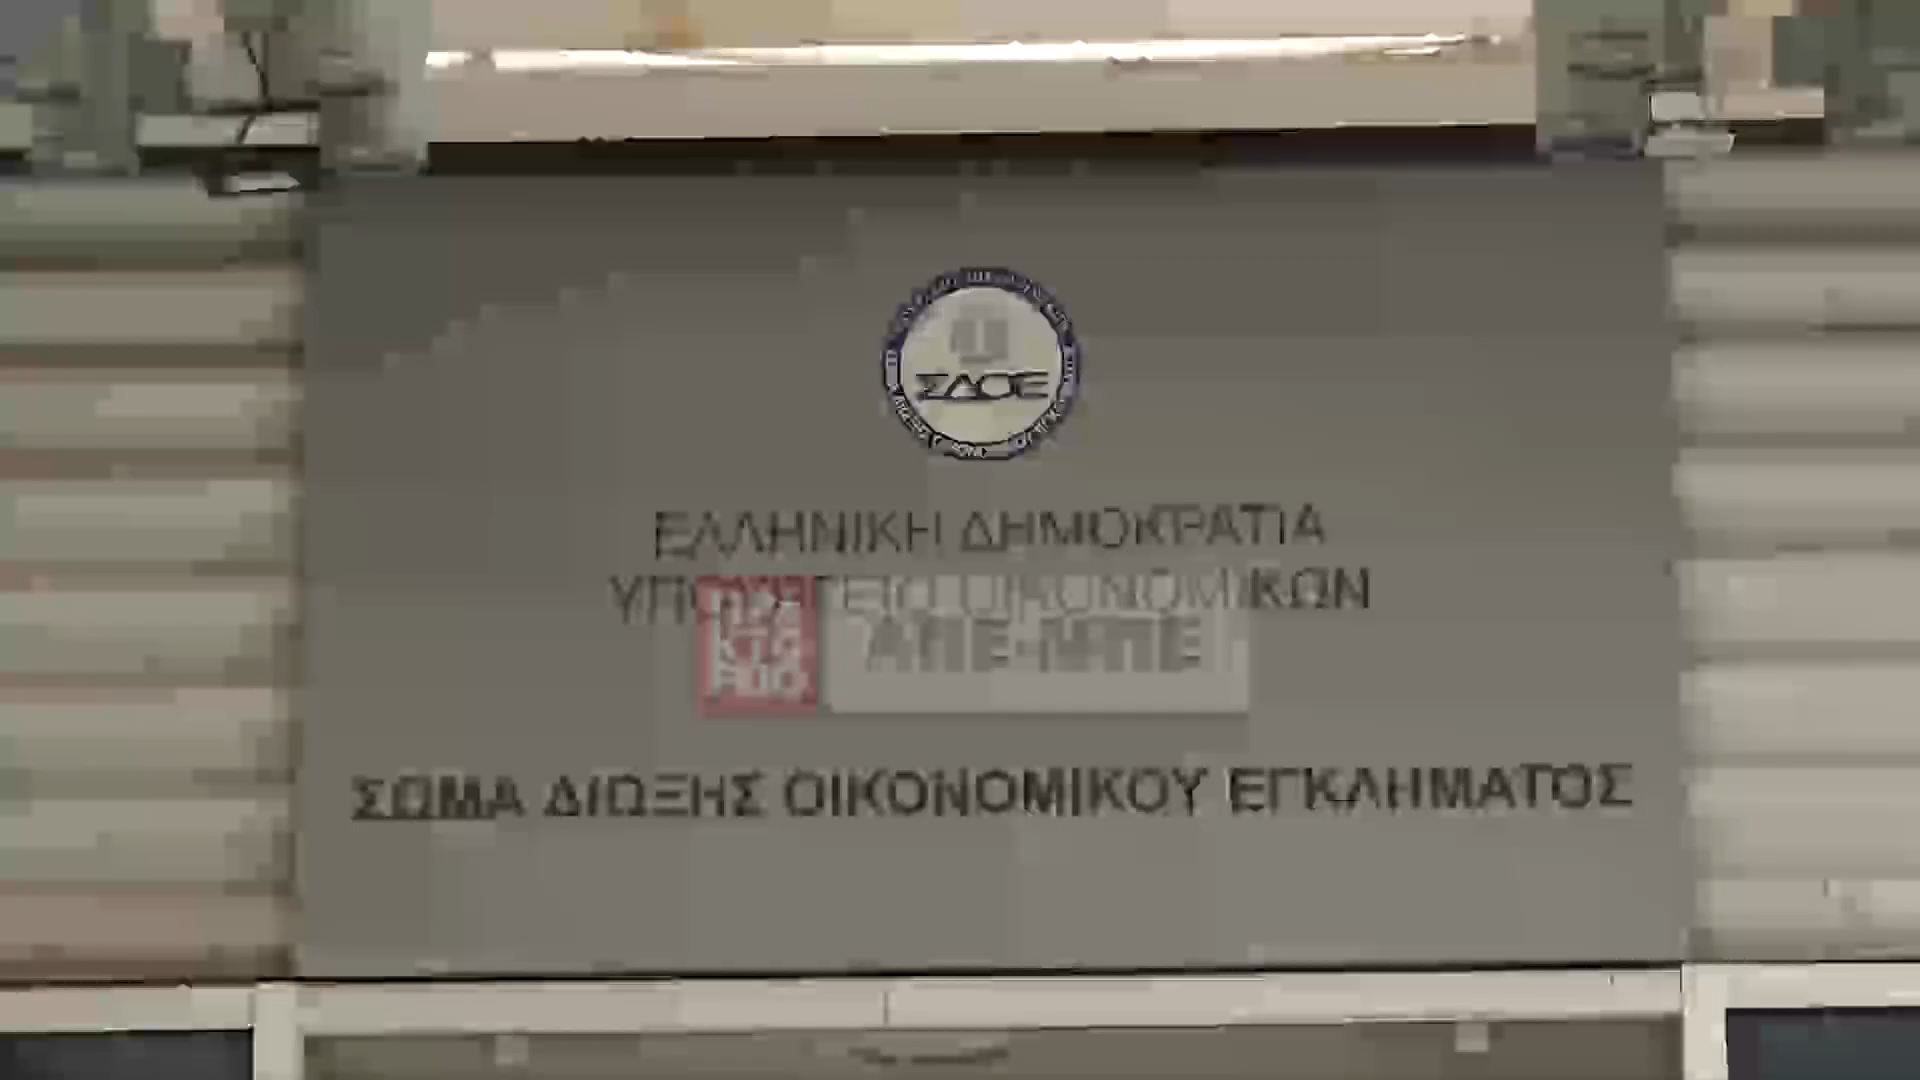 ΣΔΟΕ
ΕΛΛΗΝΙΚΗ ΔΗΜΟΚΡΑΤΙΑ
ΥΠΟΥΡΓΕΙΟ ΟΙΚΟΝΟΜΙΚΩΝ
ΑΠΕ-ΜΠΕ
ΣΩΜΑ ΔΙΩΞΗΣ ΟΙΚΟΝΟΜΙΚΟΥ ΕΓΚΛΗΜΑΤΟΣ